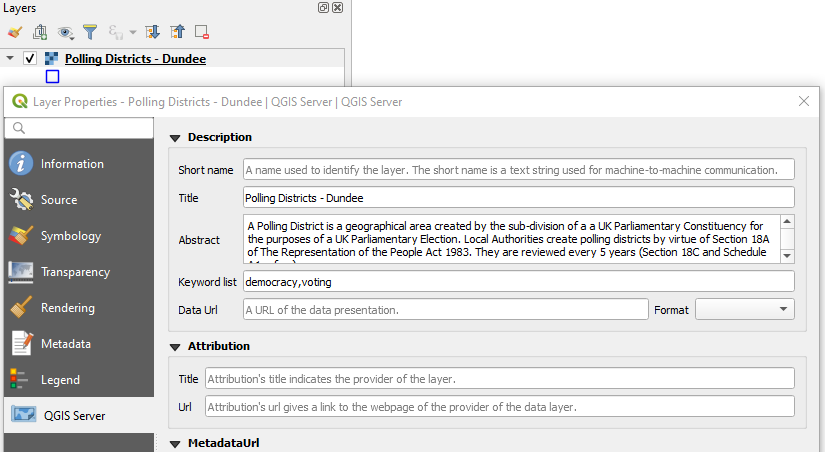 Layers
Polling Districts - Dundee
Layer Properties - Polling Districts - Dundee | QGIS Server | QGIS Server
Information
Source
Symbology
Transparency
Rendering
Metadata
Legend
QGIS Server
Description
Short name A name used to identify the layer. The short name is a text string used for machine-to-machine communication.
Title Polling Districts - Dundee
Abstract
A Polling District is a geographical area created by the sub-division of a a UK Parliamentary Constituency for
the purposes of a UK Parliamentary Election. Local Authorities create polling districts by virtue of Section 18A
of The Representation of the People Act 1983. They are reviewed every 5 years (Section 18C and Schedule
Keyword list democracy,voting
Data Url A URL of the data presentation. Format
Attribution
Title Attribution's title indicates the provider of the layer.
Url Attribution's url gives a link to the webpage of the provider of the data layer.
MetadataUrl